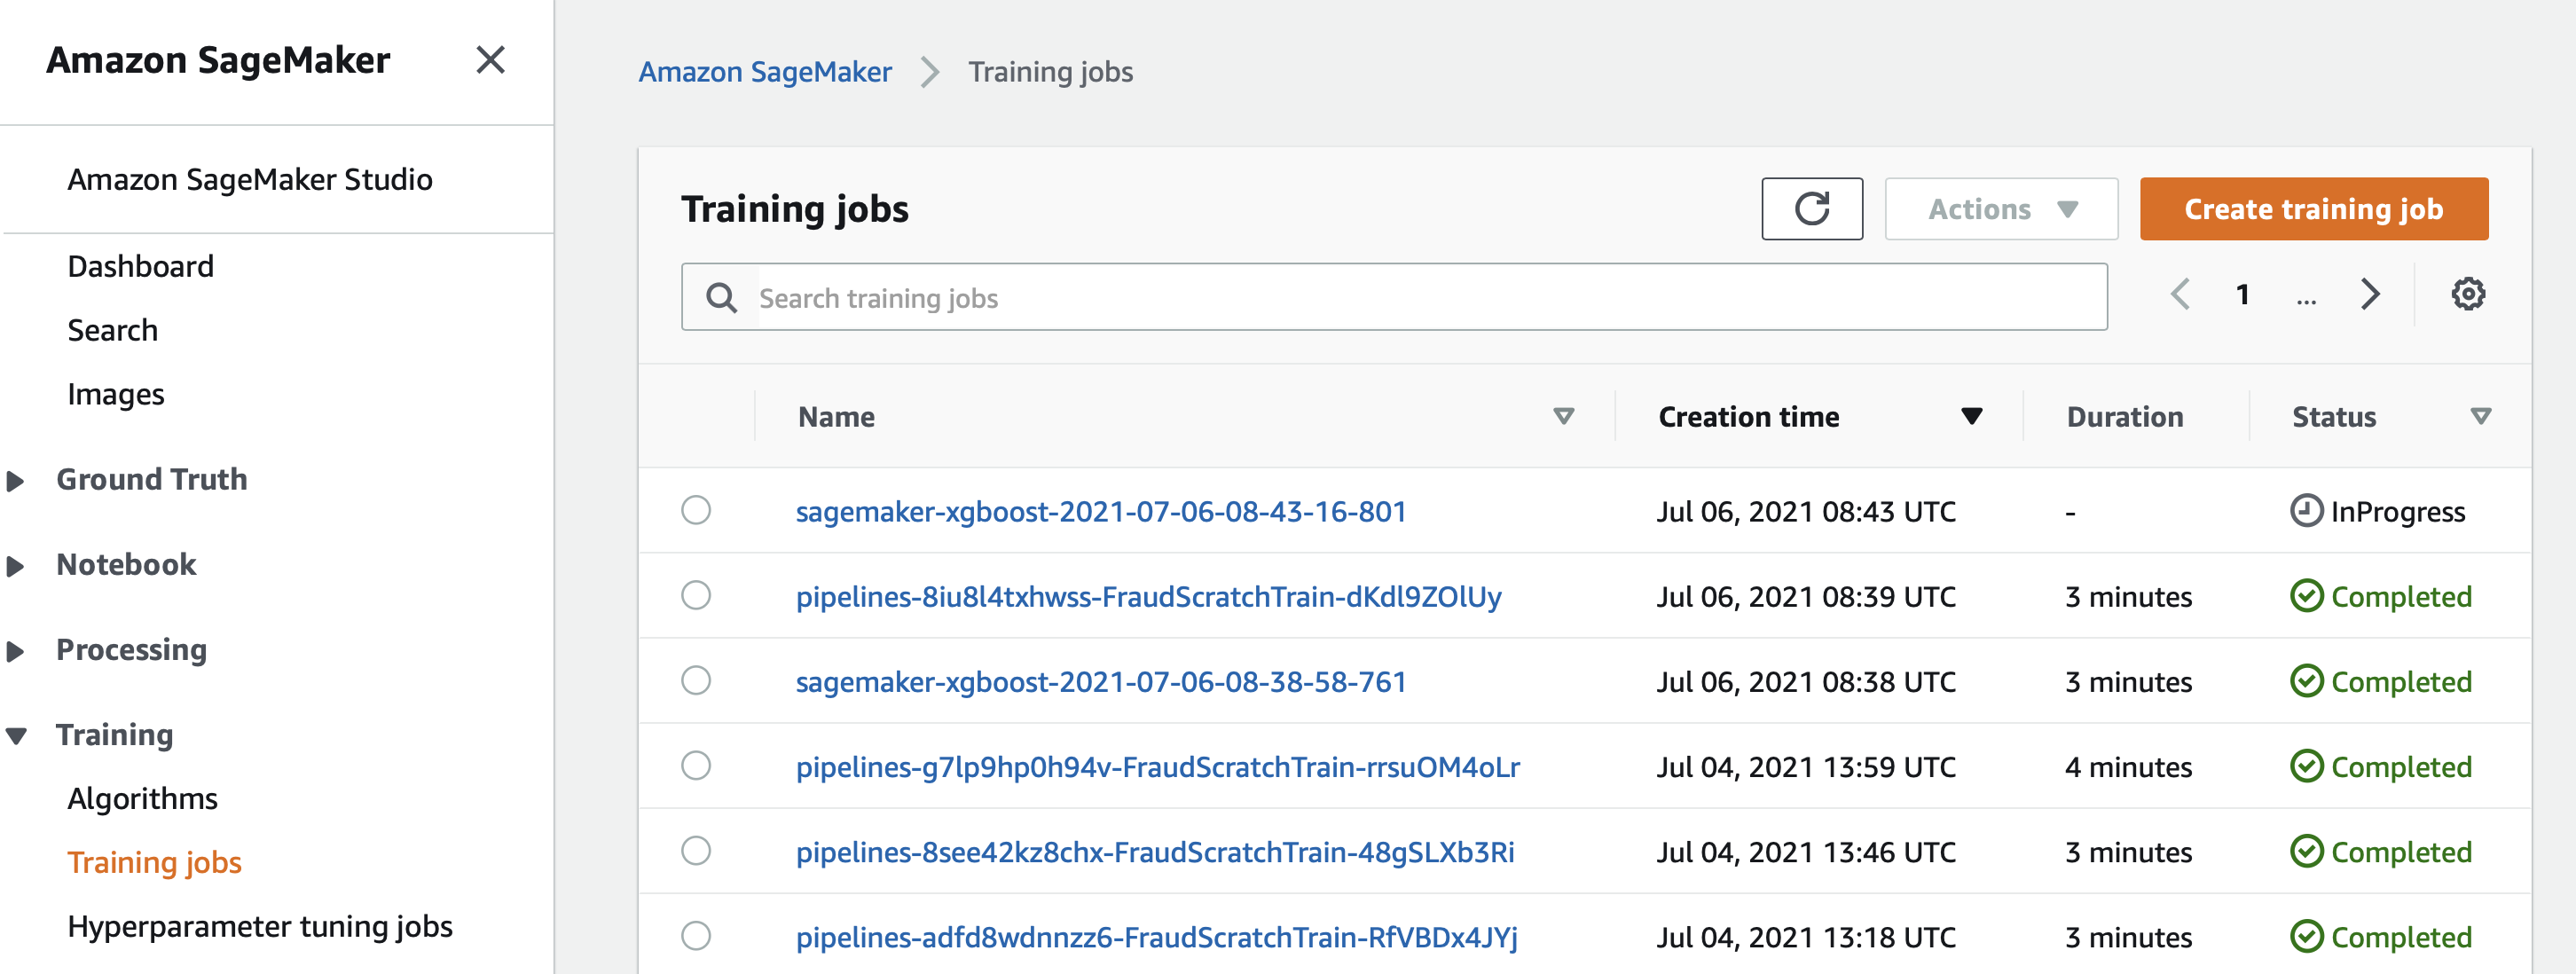 Amazon SageMaker
Amazon SageMaker Studio
Dashboard
Search
Images
Ground Truth
Notebook
Processing
Training
Algorithms
Training jobs
Hyperparameter tuning jobs
Amazon SageMaker Training jobs
Training jobs Actions Create training job
Search training jobs 1 ...
Name Creation time Duration Status
sagemaker-xgboost-2021-07-06-08-43-16-801 Jul 06, 2021 08:43 UTC - InProgress
pipelines-8iu8l4txhwss-FraudScratchTrain-dKdl9ZOlUy Jul 06, 2021 08:39 UTC 3 minutes Completed
sagemaker-xgboost-2021-07-06-08-38-58-761 Jul 06, 2021 08:38 UTC 3 minutes Completed
pipelines-g7lp9hp0h94v-FraudScratchTrain-rrsuOM4oLr Jul 04, 2021 13:59 UTC 4 minutes Completed
pipelines-8see42kz8chx-FraudScratchTrain-48gSLXb3Ri Jul 04, 2021 13:46 UTC 3 minutes Completed
pipelines-adfd8wdnnzz6-FraudScratchTrain-RfVBDx4JYj Jul 04, 2021 13:18 UTC 3 minutes Completed